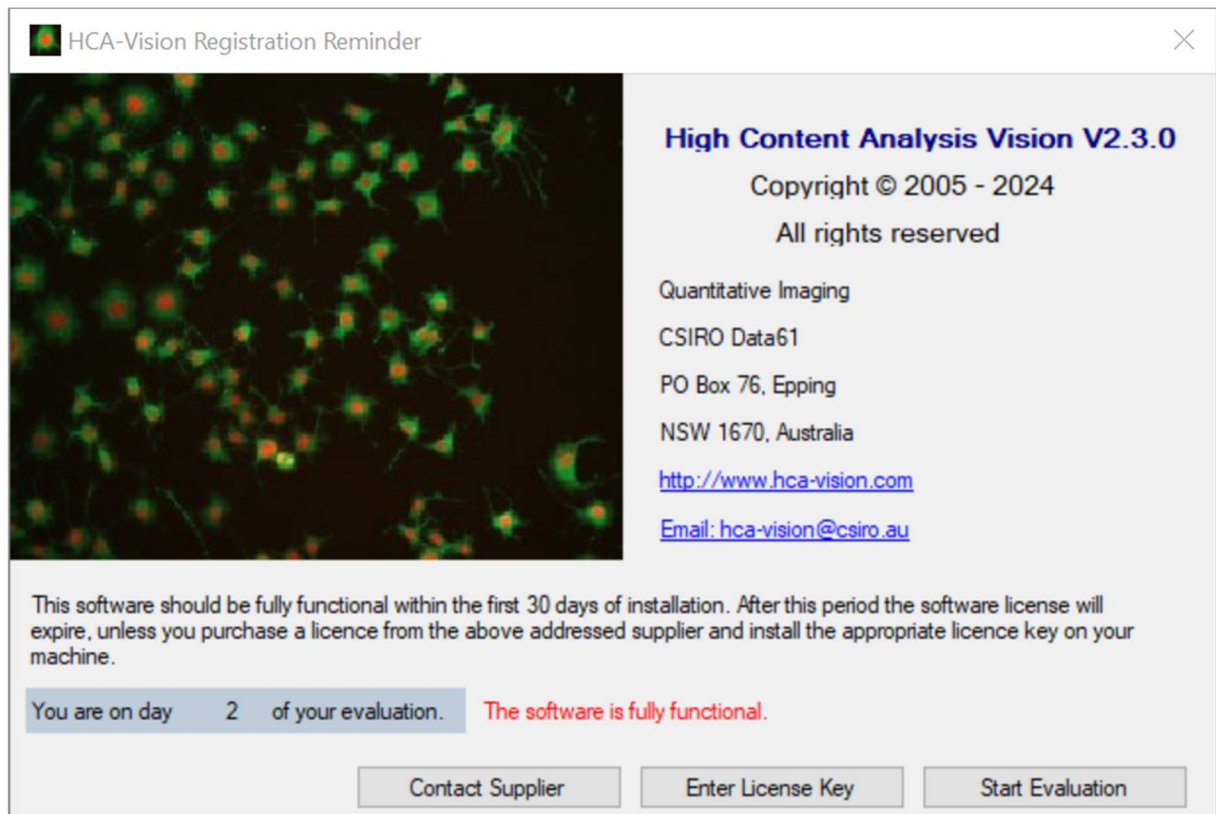 HCA-Vision Registration Reminder
High Content Analysis Vision V2.3.0
Copyright © 2005 - 2024
All rights reserved
Quantitative Imaging
CSIRO Data61
PO Box 76, Epping
NSW 1670, Australia
http://www.hca-vision.com
Email: hca-vision@csiro.au
This software should be fully functional within the first 30 days of installation. After this period the software license will
expire, unless you purchase a licence from the above addressed supplier and install the appropriate licence key on your
machine.
You are on day 2 of your evaluation. The software is fully functional.
Contact Supplier Enter License Key Start Evaluation